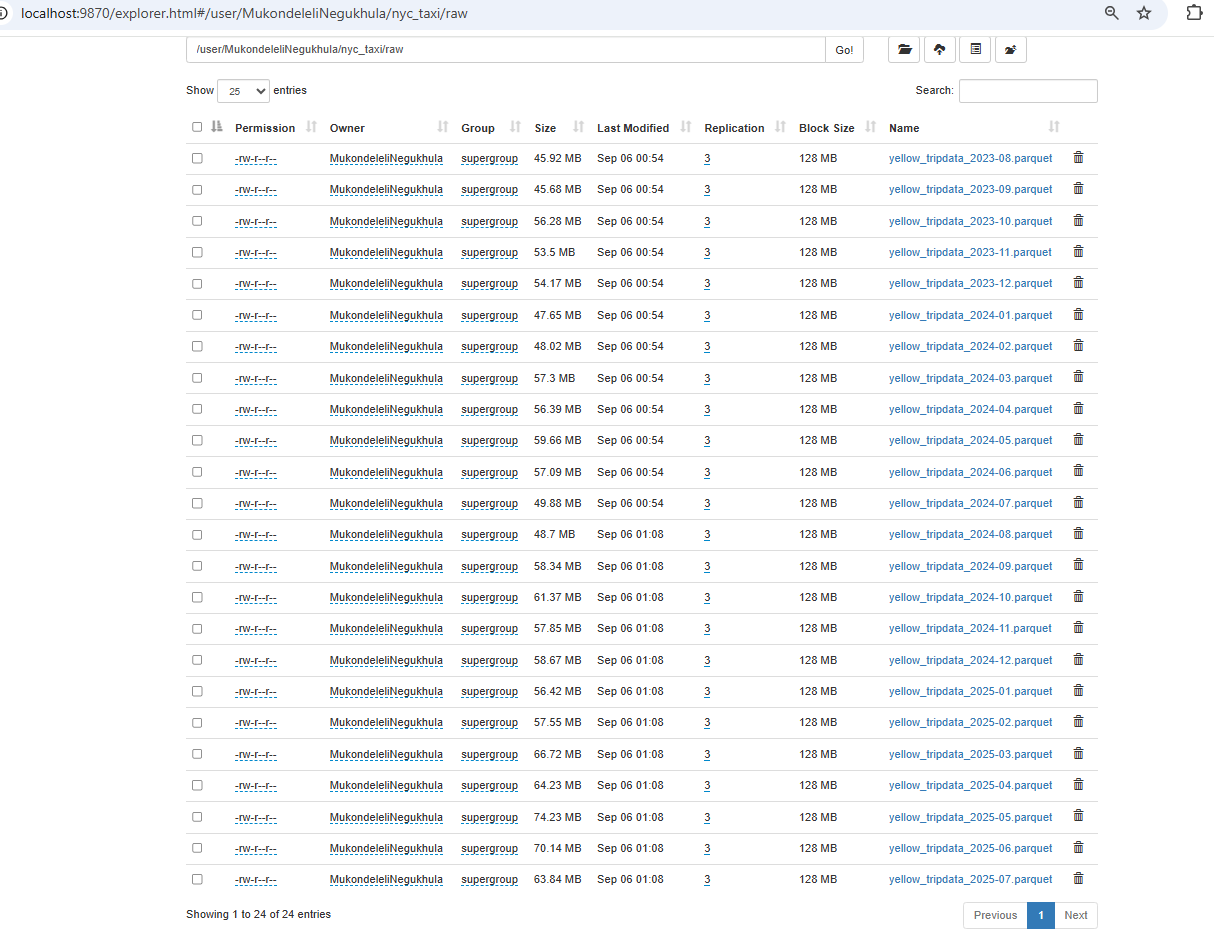 localhost:9870/explorer.html#/user/MukondeleliNegukhula/nyc_taxi/raw
/user/MukondeleliNegukhula/nyc_taxi/raw Go!
Show 25 entries Search:
Permission Owner Group Size Last Modified Replication Block Size Name
-rw-r--r-- MukondeleliNegukhula supergroup 45.92 MB Sep 06 00:54 3 128 MB yellow_tripdata_2023-08.parquet
-rw-r--r-- MukondeleliNegukhula supergroup 45.68 MB Sep 06 00:54 3 128 MB yellow_tripdata_2023-09.parquet
-rw-r--r-- MukondeleliNegukhula supergroup 56.28 MB Sep 06 00:54 3 128 MB yellow_tripdata_2023-10.parquet
-rw-r--r-- MukondeleliNegukhula supergroup 53.5 MB Sep 06 00:54 3 128 MB yellow_tripdata_2023-11.parquet
-rw-r--r-- MukondeleliNegukhula supergroup 54.17 MB Sep 06 00:54 3 128 MB yellow_tripdata_2023-12.parquet
-rw-r--r-- MukondeleliNegukhula supergroup 47.65 MB Sep 06 00:54 3 128 MB yellow_tripdata_2024-01.parquet
-rw-r--r-- MukondeleliNegukhula supergroup 48.02 MB Sep 06 00:54 3 128 MB yellow_tripdata_2024-02.parquet
-rw-r--r-- MukondeleliNegukhula supergroup 57.3 MB Sep 06 00:54 3 128 MB yellow_tripdata_2024-03.parquet
-rw-r--r-- MukondeleliNegukhula supergroup 56.39 MB Sep 06 00:54 3 128 MB yellow_tripdata_2024-04.parquet
-rw-r--r-- MukondeleliNegukhula supergroup 59.66 MB Sep 06 00:54 3 128 MB yellow_tripdata_2024-05.parquet
-rw-r--r-- MukondeleliNegukhula supergroup 57.09 MB Sep 06 00:54 3 128 MB yellow_tripdata_2024-06.parquet
-rw-r--r-- MukondeleliNegukhula supergroup 49.88 MB Sep 06 00:54 3 128 MB yellow_tripdata_2024-07.parquet
-rw-r--r-- MukondeleliNegukhula supergroup 48.7 MB Sep 06 01:08 3 128 MB yellow_tripdata_2024-08.parquet
-rw-r--r-- MukondeleliNegukhula supergroup 58.34 MB Sep 06 01:08 3 128 MB yellow_tripdata_2024-09.parquet
-rw-r--r-- MukondeleliNegukhula supergroup 61.37 MB Sep 06 01:08 3 128 MB yellow_tripdata_2024-10.parquet
-rw-r--r-- MukondeleliNegukhula supergroup 57.85 MB Sep 06 01:08 3 128 MB yellow_tripdata_2024-11.parquet
-rw-r--r-- MukondeleliNegukhula supergroup 58.67 MB Sep 06 01:08 3 128 MB yellow_tripdata_2024-12.parquet
-rw-r--r-- MukondeleliNegukhula supergroup 56.42 MB Sep 06 01:08 3 128 MB yellow_tripdata_2025-01.parquet
-rw-r--r-- MukondeleliNegukhula supergroup 57.55 MB Sep 06 01:08 3 128 MB yellow_tripdata_2025-02.parquet
-rw-r--r-- MukondeleliNegukhula supergroup 66.72 MB Sep 06 01:08 3 128 MB yellow_tripdata_2025-03.parquet
-rw-r--r-- MukondeleliNegukhula supergroup 64.23 MB Sep 06 01:08 3 128 MB yellow_tripdata_2025-04.parquet
-rw-r--r-- MukondeleliNegukhula supergroup 74.23 MB Sep 06 01:08 3 128 MB yellow_tripdata_2025-05.parquet
-rw-r--r-- MukondeleliNegukhula supergroup 70.14 MB Sep 06 01:08 3 128 MB yellow_tripdata_2025-06.parquet
-rw-r--r-- MukondeleliNegukhula supergroup 63.84 MB Sep 06 01:08 3 128 MB yellow_tripdata_2025-07.parquet
Showing 1 to 24 of 24 entries Previous 1 Next